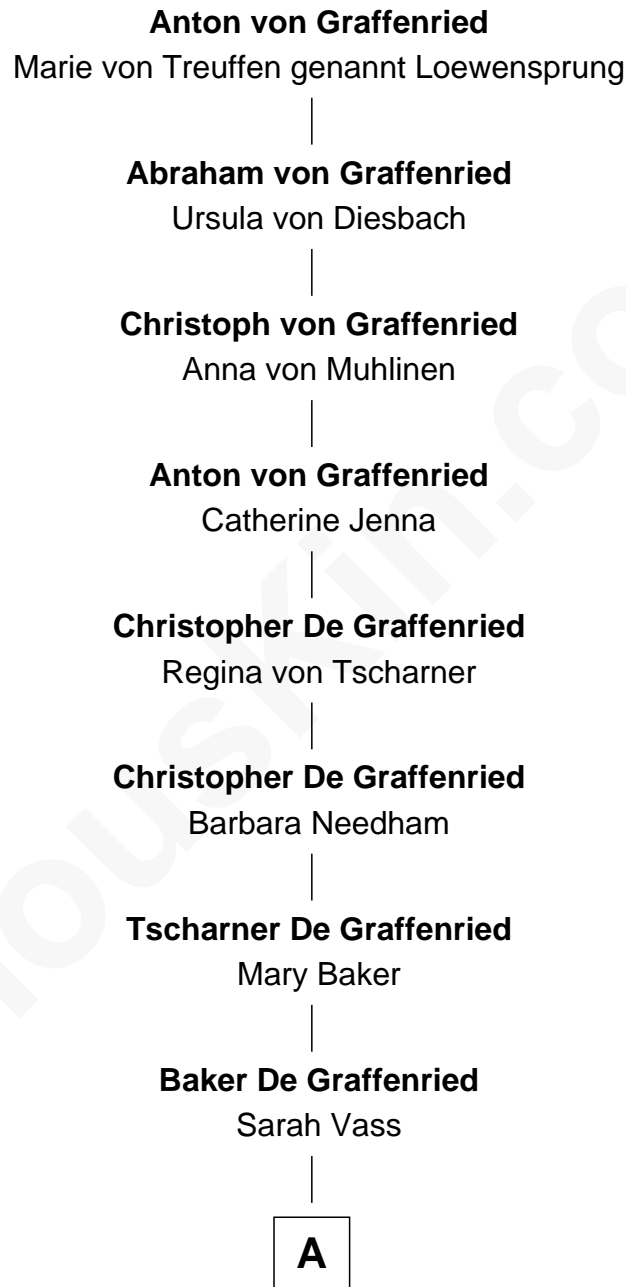 Anton von Graffenried
Marie von Treuffen genannt Loewensprung
Abraham von Graffenried
Ursula von Diesbach
Christoph von Graffenried
Anna von Muhlinen
Anton von Graffenried
Catherine Jenna
Christopher De Graffenried
Regina von Tscharner
Christopher De Graffenried
Barbara Needham
Tscharner De Graffenried
Mary Baker
Baker De Graffenried
Sarah Vass
A